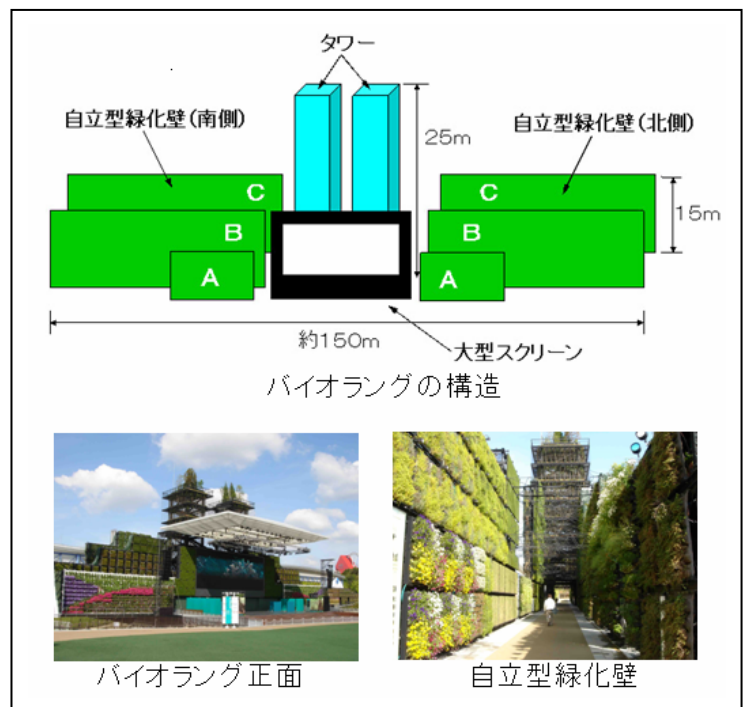 タワー
自立型緑化壁(南側)
自立型緑化壁(北側)
25m
C
C
15m
B
B
A
A
約150m
大型スクリーン
バイオラングの構造
バイオラング正面
自立型緑化壁